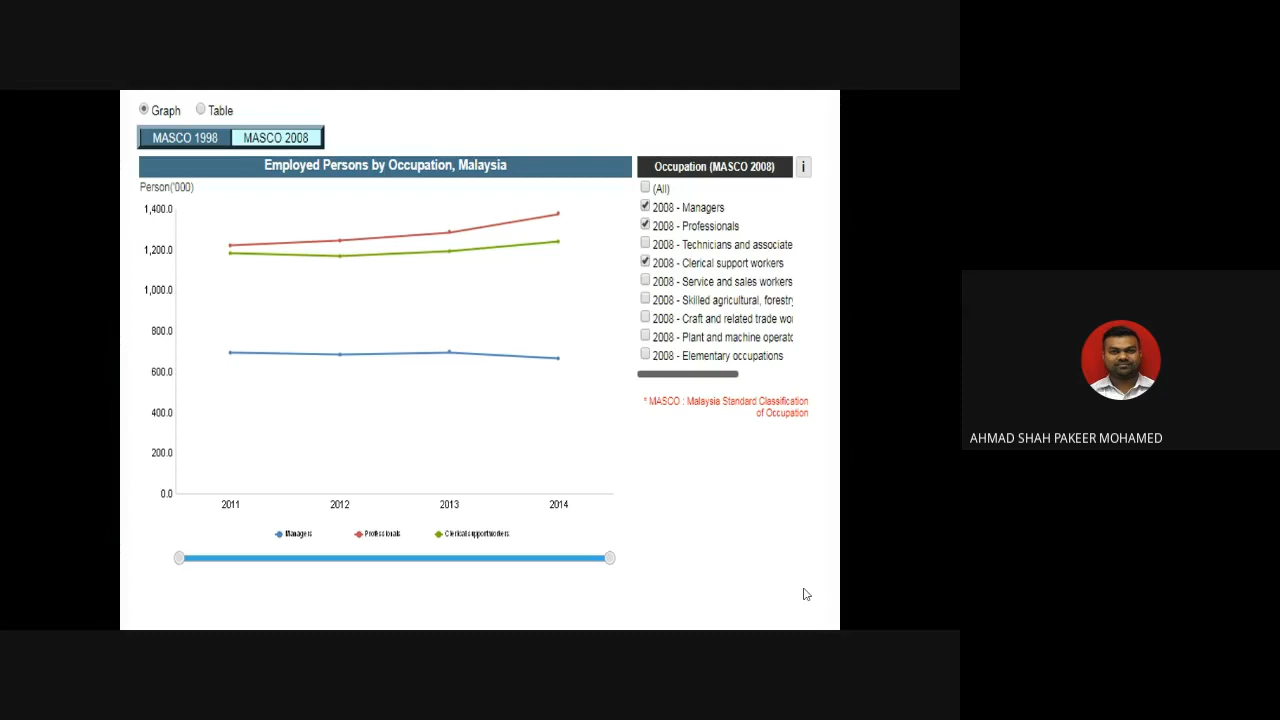 Graph Table
MASCO 1998 MASCO 2008
Employed Persons by Occupation, Malaysia
Person('000)
1,400.0
1,200.0
1,000.0
800.0
600.0
400.0
200.0
0.0
2011 2012 2013 2014
Managers Professionals Clerical support workers
Occupation (MASCO 2008) i
(All)
2008 - Managers
2008 - Professionals
2008 - Technicians and associate
2008 - Clerical support workers
2008 - Service and sales workers
2008 - Skilled agricultural, forestry
2008 - Craft and related trade wor
2008 - Plant and machine operato
2008 - Elementary occupations
* MASCO : Malaysia Standard Classification
of Occupation
AHMAD SHAH PAKEER MOHAMED